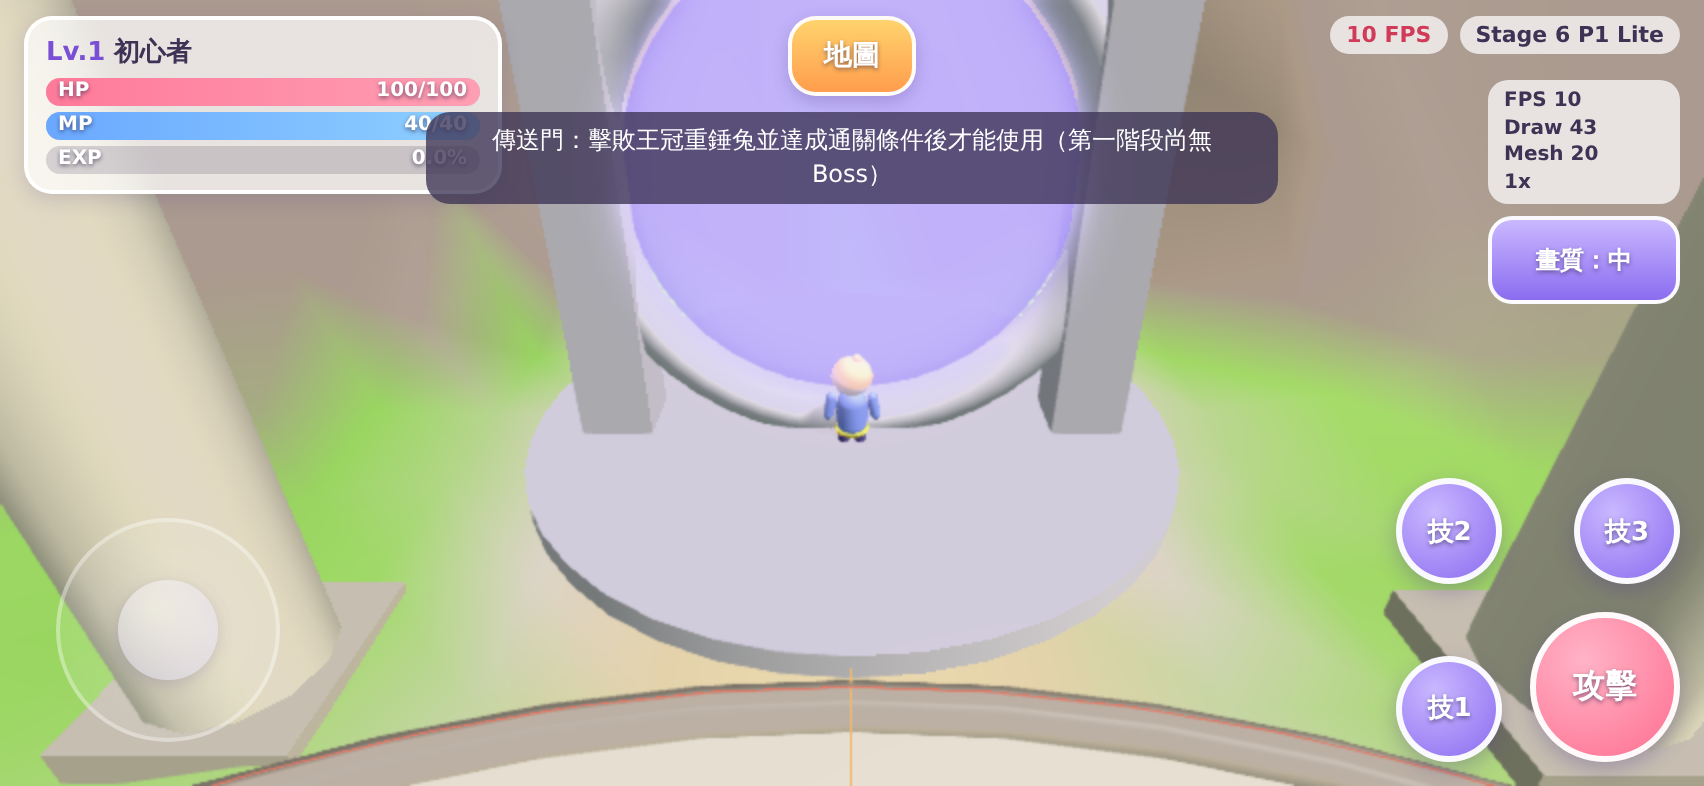 Lv.1 初心者
HP 100/100
MP 40/40
EXP 0.0%
地圖
傳送門：擊敗王冠重錘兔並達成通關條件後才能使用（第一階段尚無
Boss）
10 FPS
Stage 6 P1 Lite
FPS 10
Draw 43
Mesh 20
1x
畫質：中
技2
技3
技1
攻擊